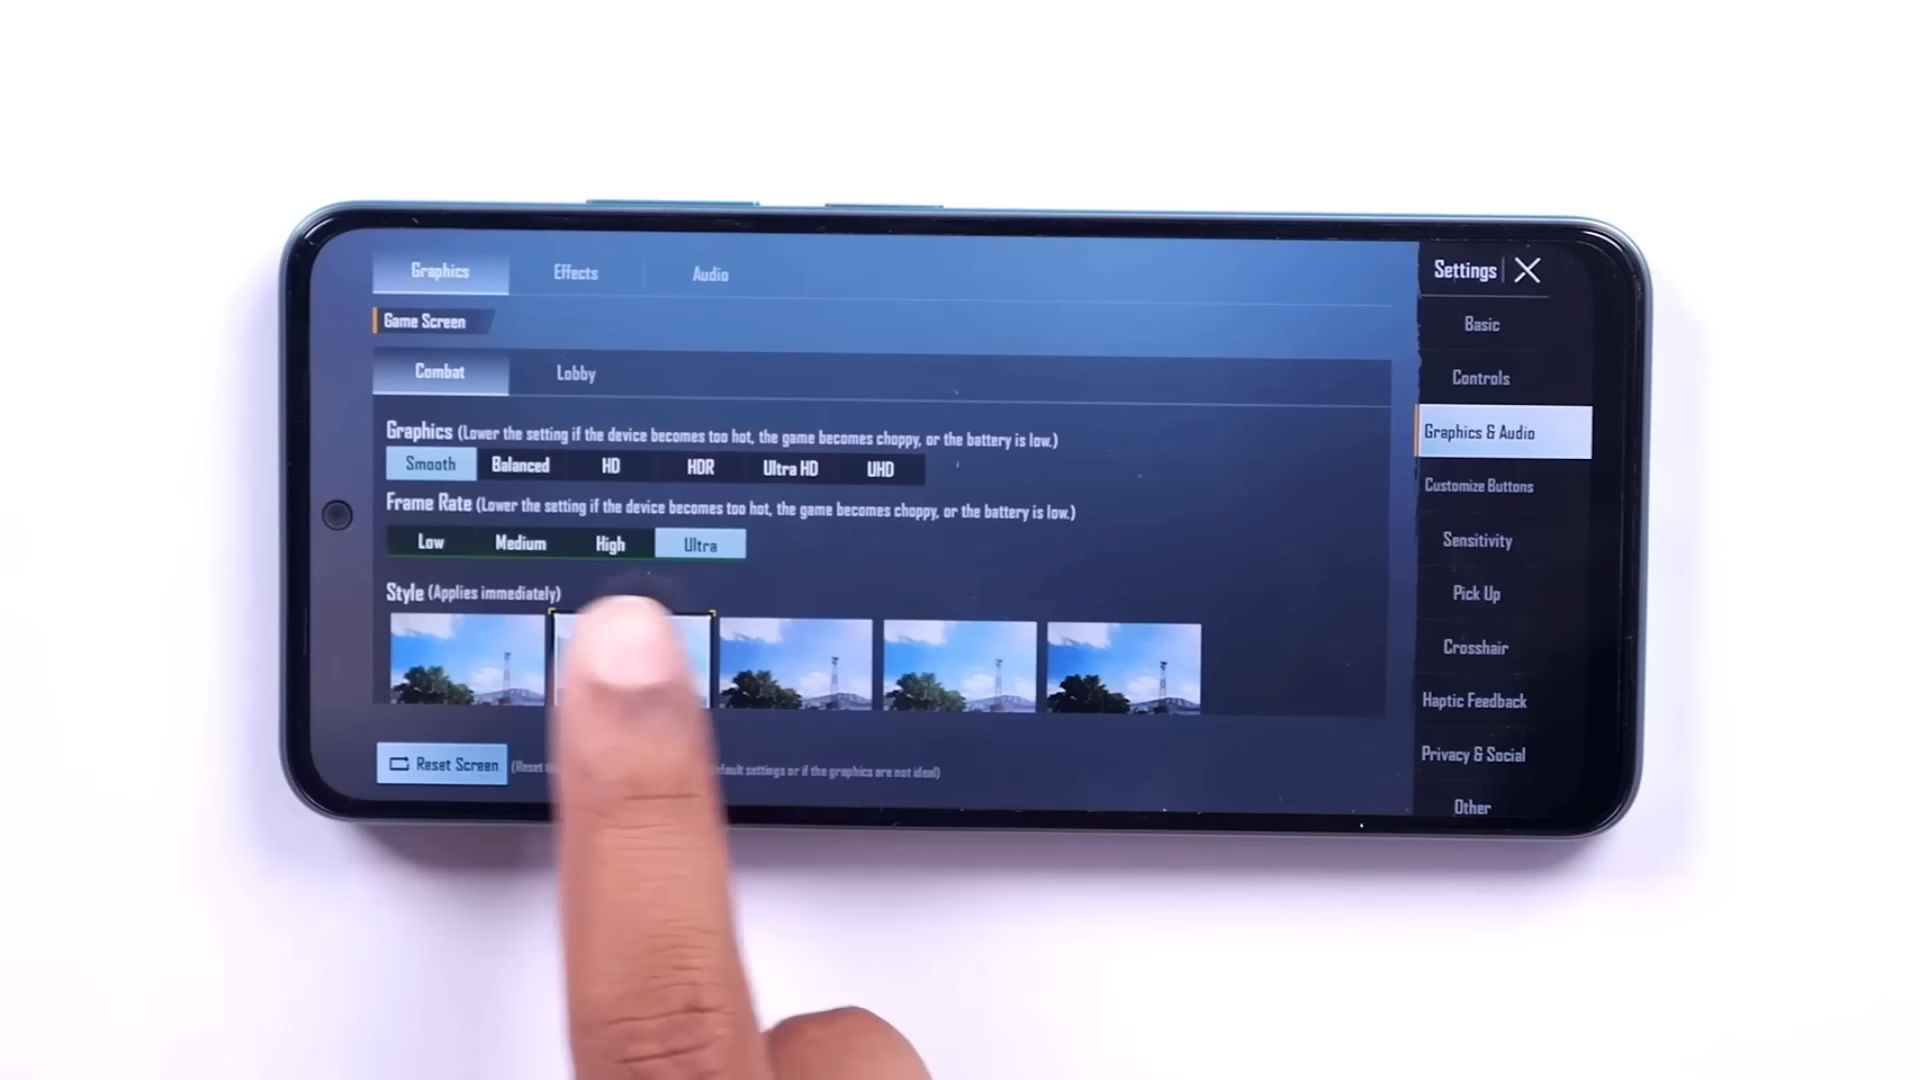 Graphics Effects Audio
Game Screen
Combat Lobby
Graphics (Lower the setting if the device becomes too hot, the game becomes choppy, or the battery is low.)
Smooth Balanced HD HDR Ultra HD UHD
Frame Rate (Lower the setting if the device becomes too hot, the game becomes choppy, or the battery is low.)
Low Medium High Ultra
Style (Applies immediately)
Reset Screen (Reset default settings or if the graphics are not ideal)
Settings
Basic
Controls
Graphics & Audio
Customize Buttons
Sensitivity
Pick Up
Crosshair
Haptic Feedback
Privacy & Social
Other